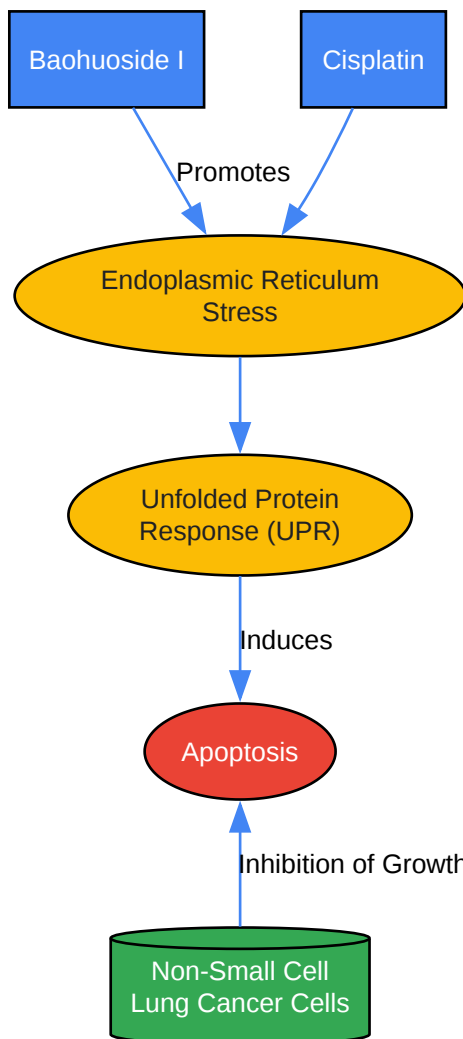 Baohuoside I
Cisplatin
Promotes
Endoplasmic Reticulum
Stress
Unfolded Protein
Response (UPR)
Induces
Apoptosis
Inhibition of Growth
Non-Small Cell
Lung Cancer Cells